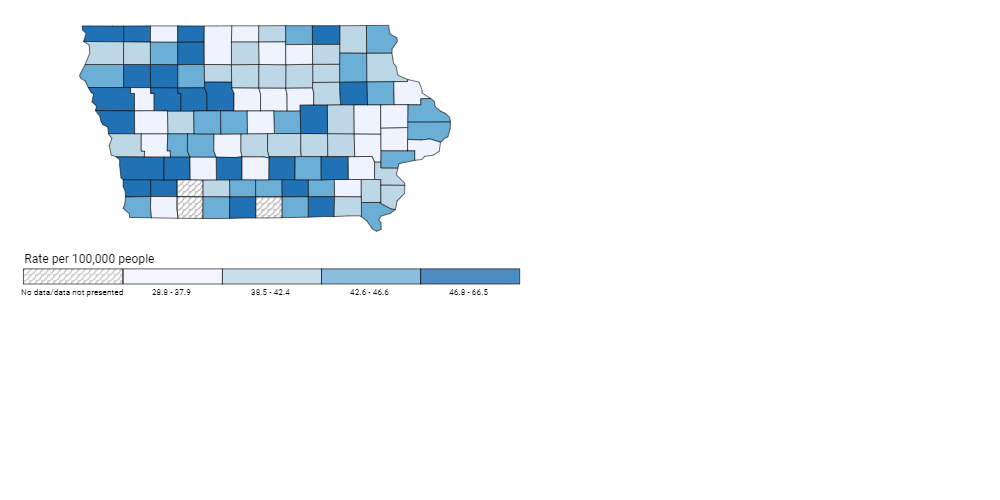 Rate per 100,000 people
No data/data not presented 28.8 - 37.9 38.5 - 42.4 42.6 - 46.6 46.8 - 66.5